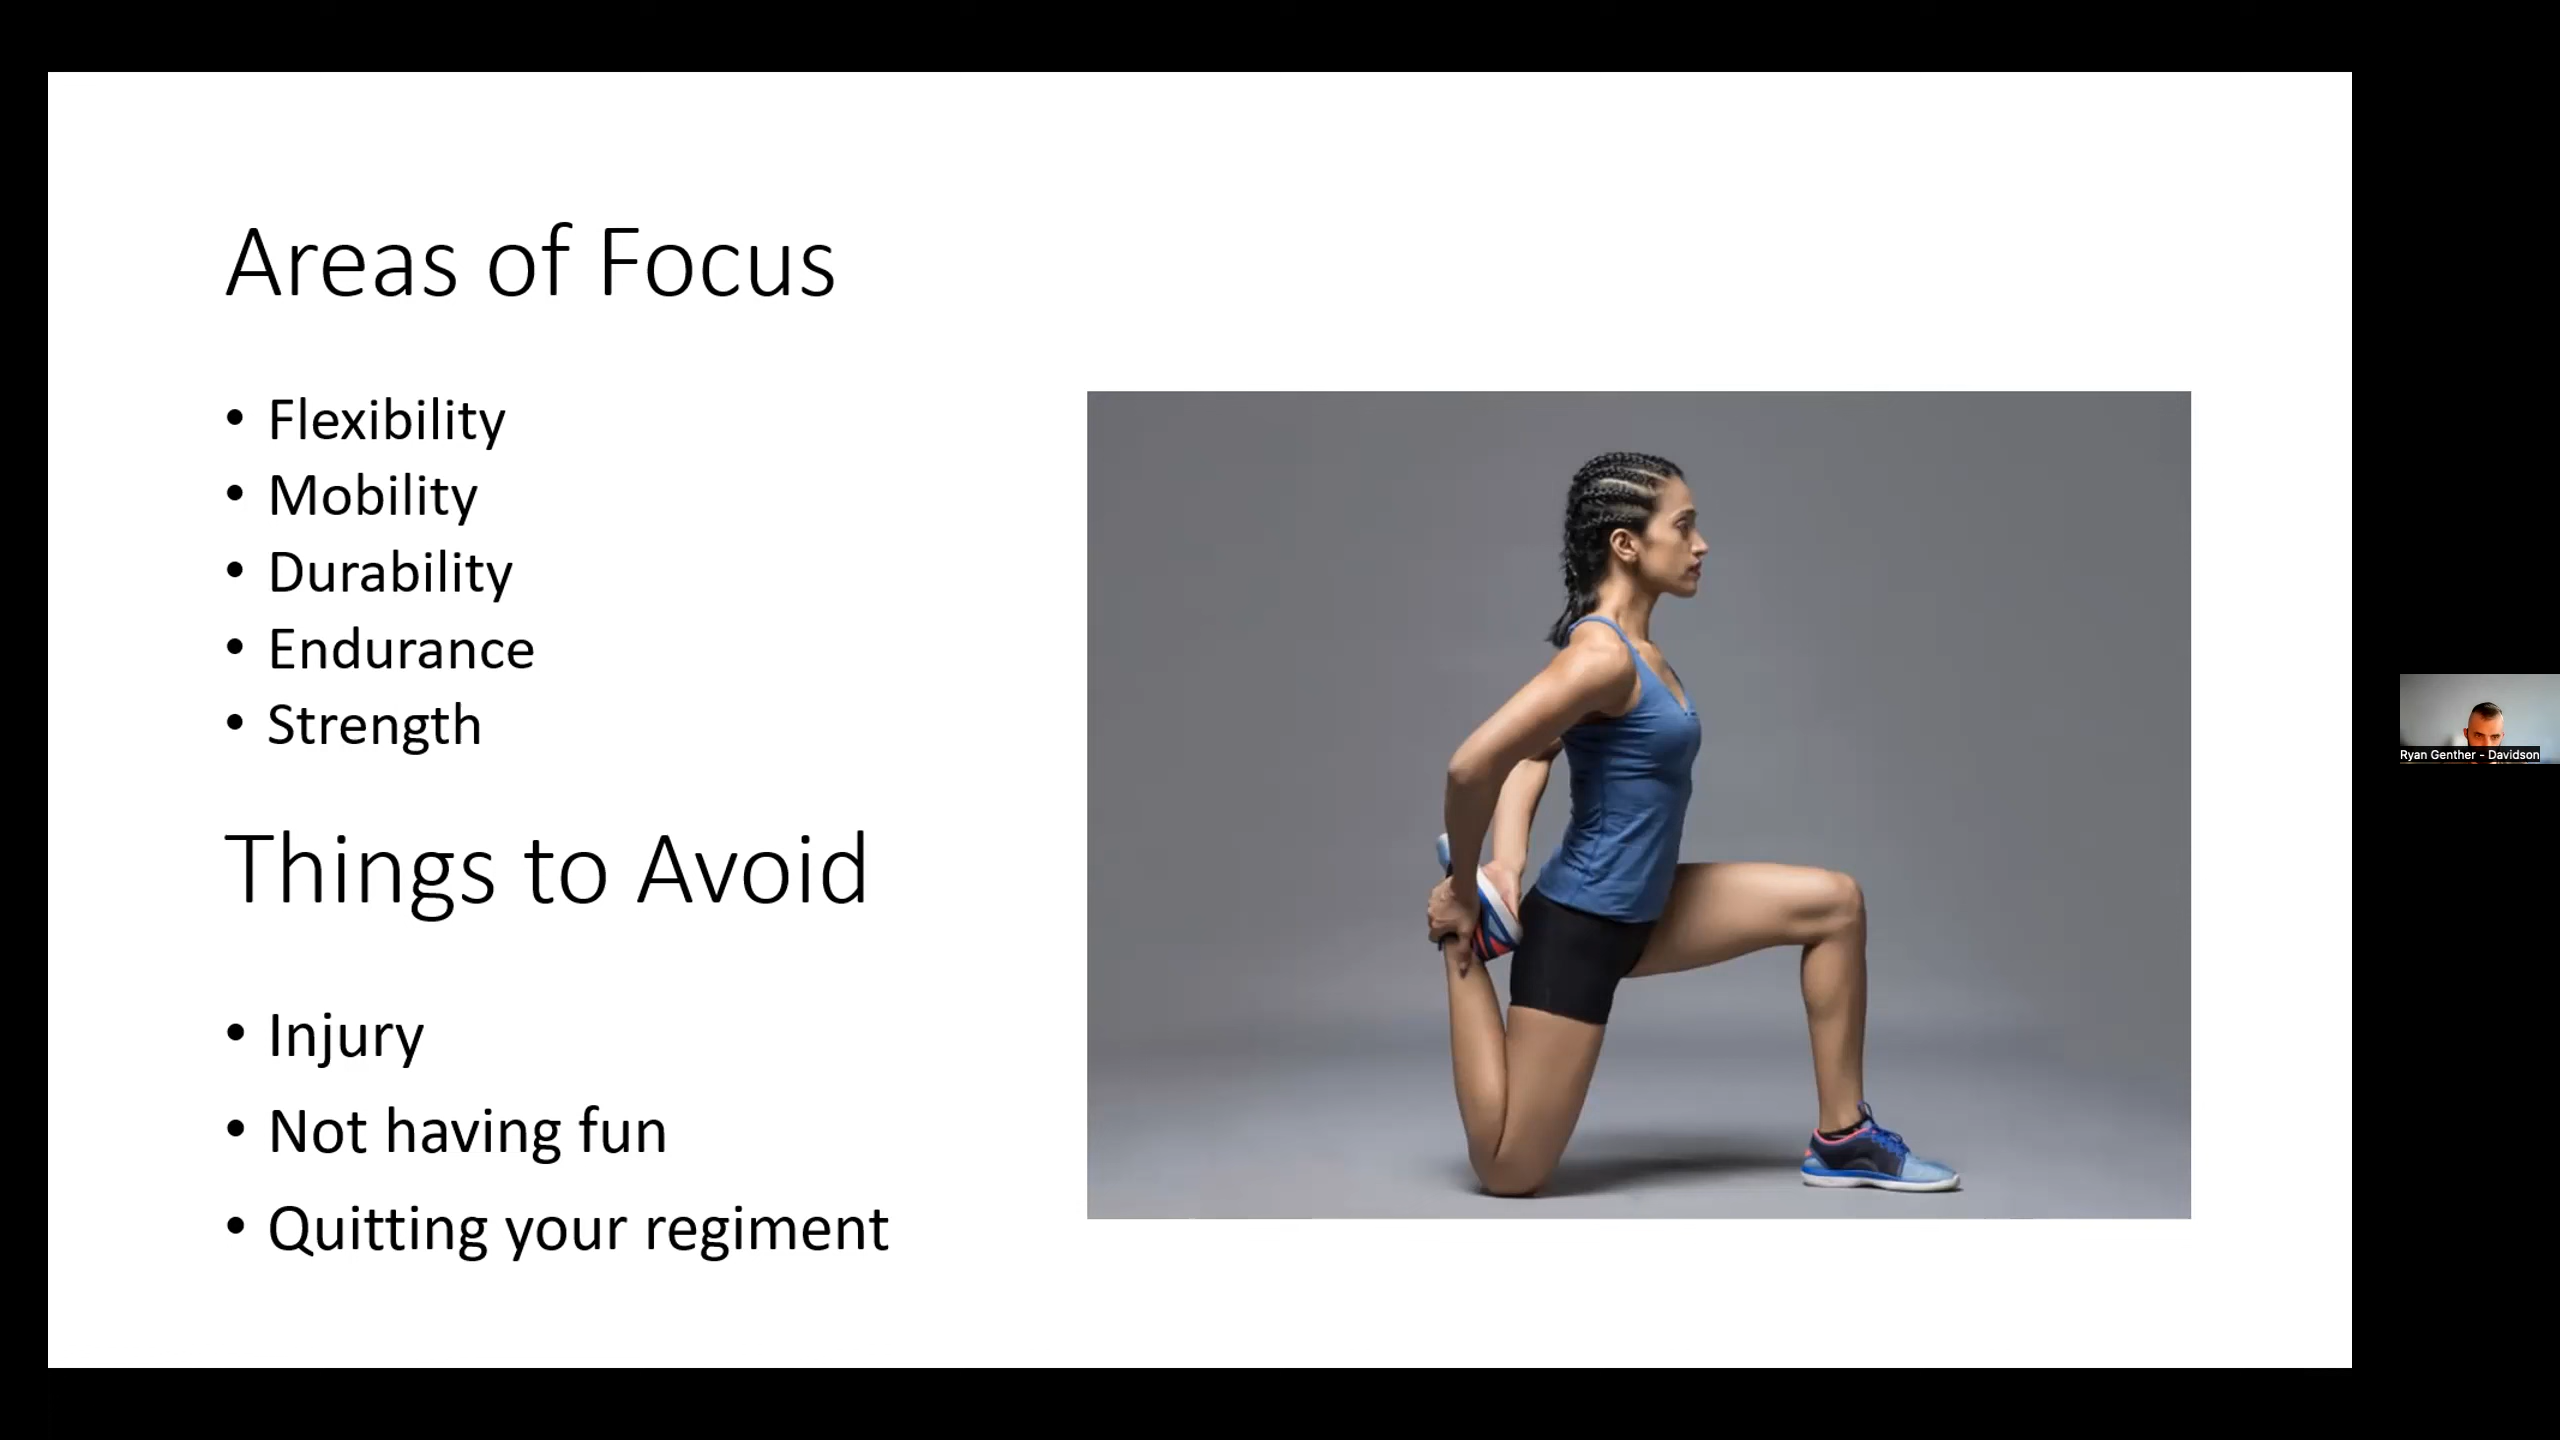 Areas of Focus
• Flexibility
• Mobility
• Durability
• Endurance
• Strength
Things to Avoid
• Injury
• Not having fun
• Quitting your regiment
Ryan Genther - Davidson